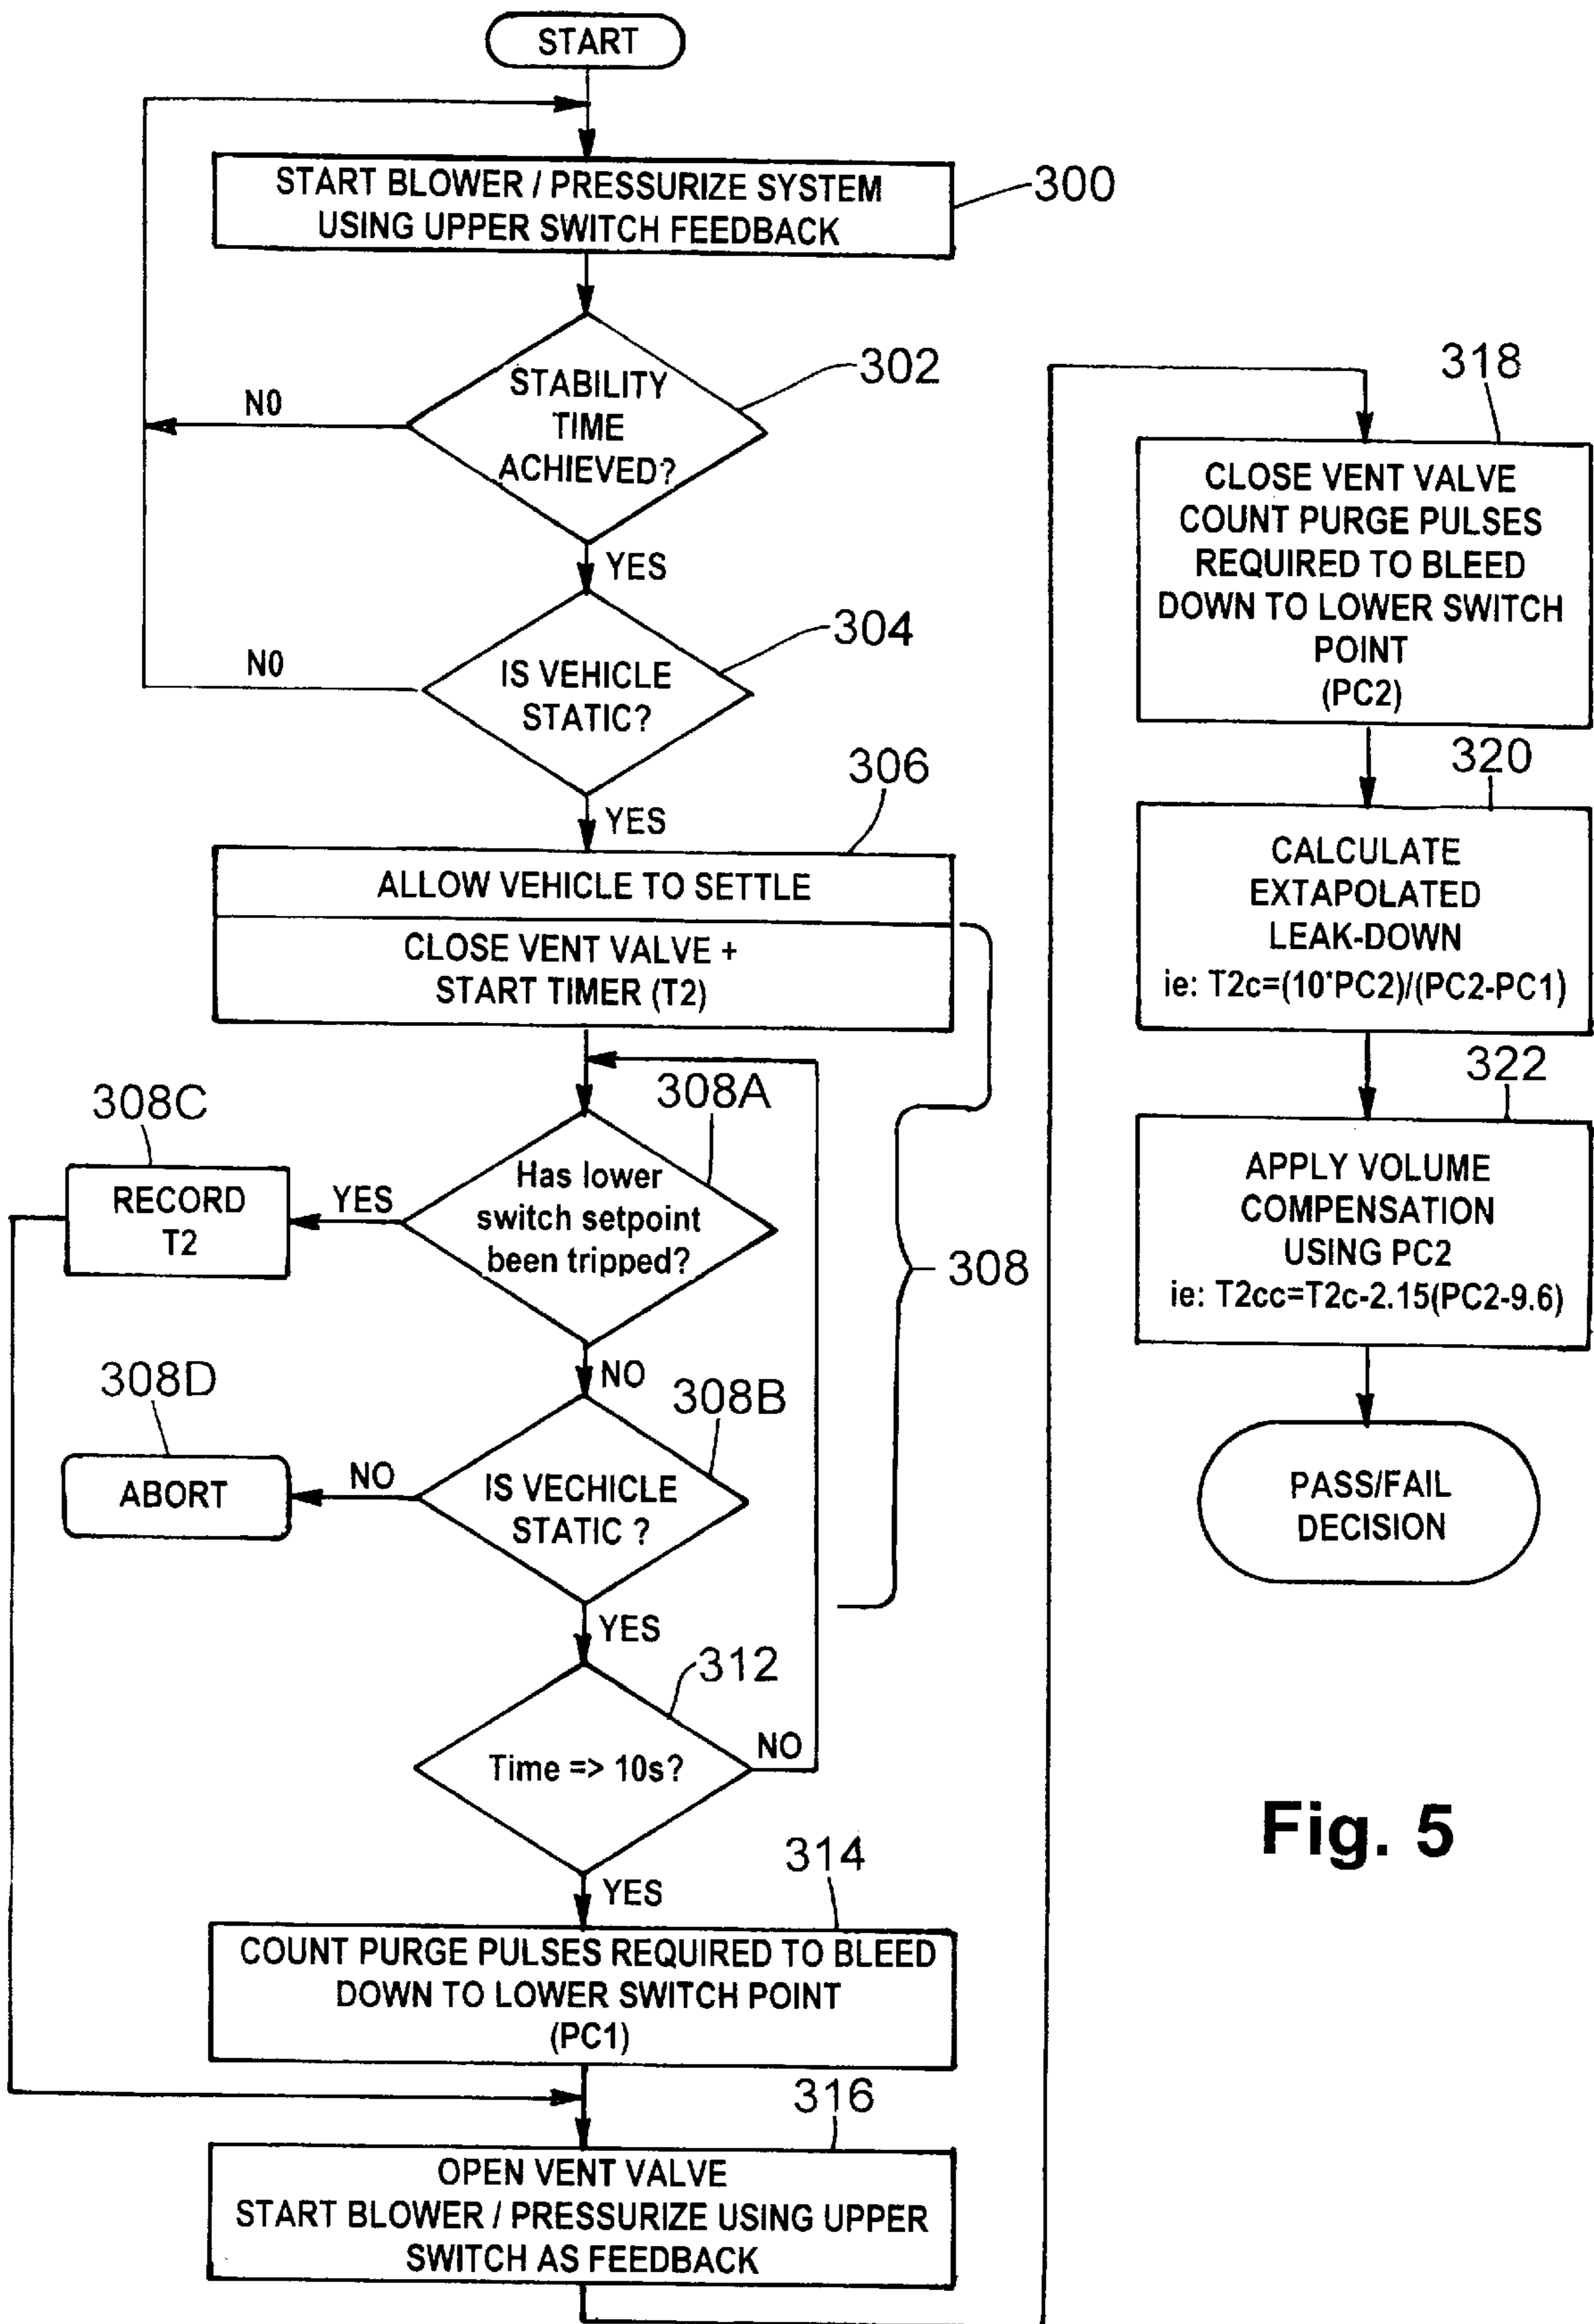 START
START BLOWER / PRESSURIZE SYSTEM
USING UPPER SWITCH FEEDBACK
300
STABILITY
TIME
ACHIEVED?
302
N0
YES
IS VEHICLE
STATIC?
304
N0
YES
306
ALLOW VEHICLE TO SETTLE
CLOSE VENT VALVE +
START TIMER (T2)
308A
Has lower
switch setpoint
been tripped?
YES
308C
RECORD
T2
308
NO
308B
IS VECHICLE
STATIC ?
NO
308D
ABORT
YES
312
Time => 10s?
NO
YES
314
COUNT PURGE PULSES REQUIRED TO BLEED
DOWN TO LOWER SWITCH POINT
(PC1)
316
OPEN VENT VALVE
START BLOWER / PRESSURIZE USING UPPER
SWITCH AS FEEDBACK
318
CLOSE VENT VALVE
COUNT PURGE PULSES
REQUIRED TO BLEED
DOWN TO LOWER SWITCH
POINT
(PC2)
320
CALCULATE
EXTAPOLATED
LEAK-DOWN
ie: T2c=(10*PC2)/(PC2-PC1)
322
APPLY VOLUME
COMPENSATION
USING PC2
ie: T2cc=T2c-2.15(PC2-9.6)
PASS/FAIL
DECISION
Fig. 5